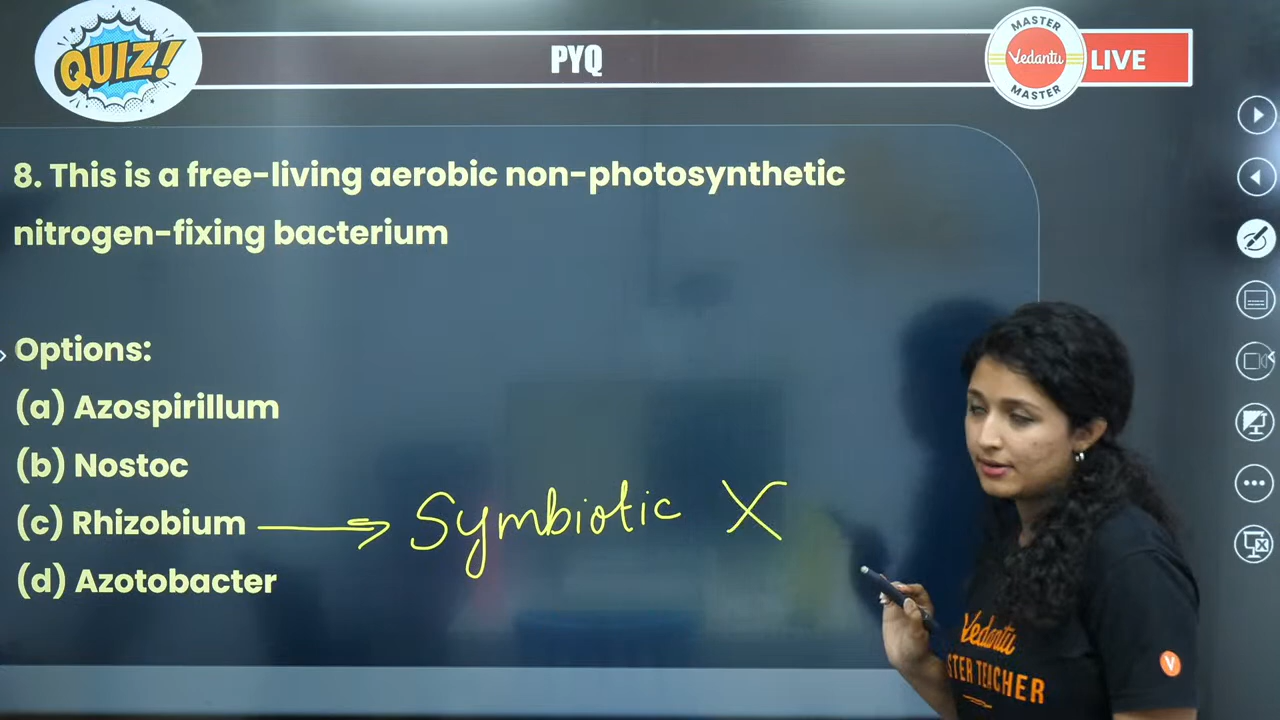 QUIZ!
PYQ
MASTER
Vedantu
MASTER
LIVE
8. This is a free-living aerobic non-photosynthetic
nitrogen-fixing bacterium
Options:
(a) Azospirillum
(b) Nostoc
(c) Rhizobium → Symbiotic X
(d) Azotobacter
Vedantu
STER TEACHER
V